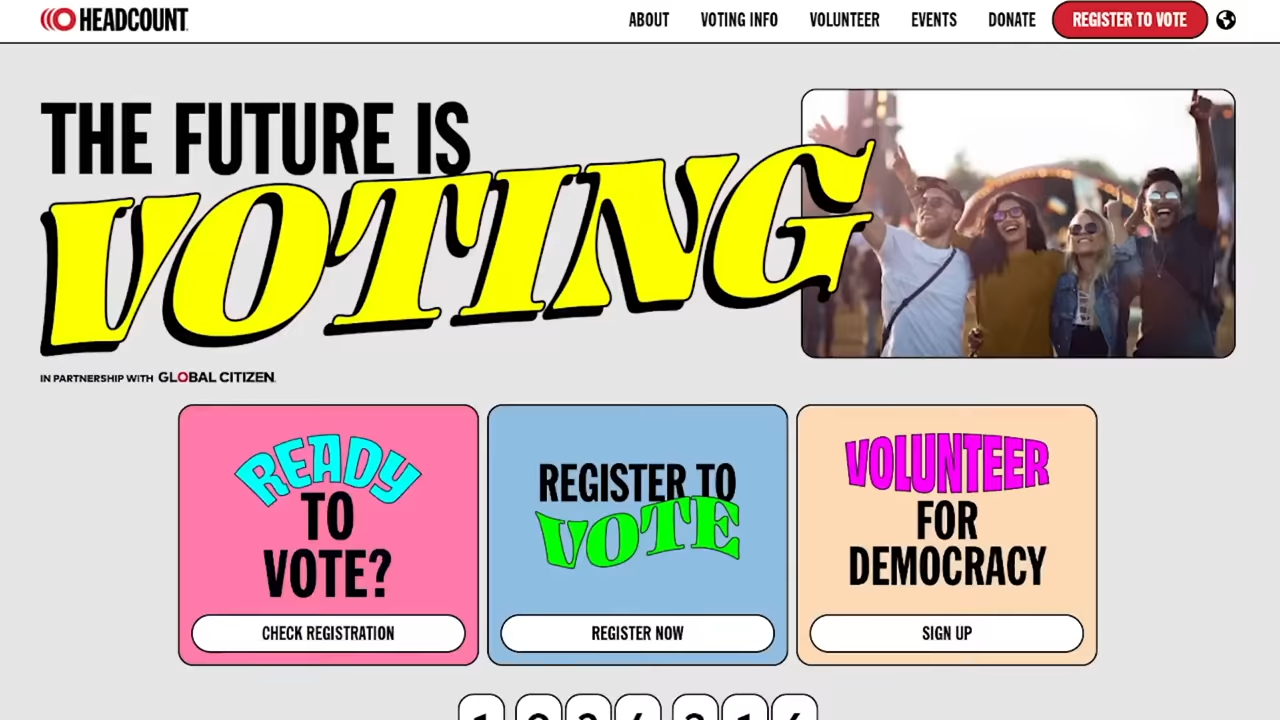 HEADCOUNT
ABOUT VOTING INFO VOLUNTEER EVENTS DONATE REGISTER TO VOTE
THE FUTURE IS
VOTING
IN PARTNERSHIP WITH GLOBAL CITIZEN
READY
TO
VOTE?
CHECK REGISTRATION
REGISTER TO
VOTE
REGISTER NOW
VOLUNTEER
FOR
DEMOCRACY
SIGN UP